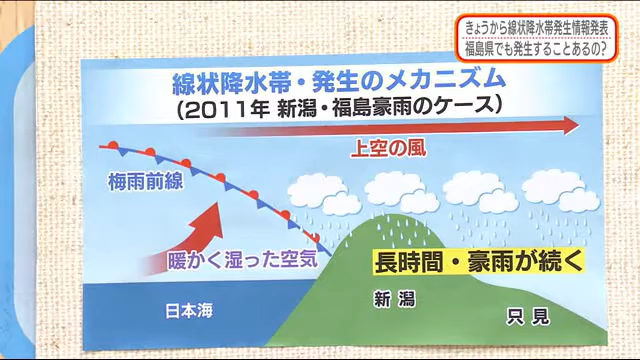 きょうから線状降水帯発生情報発表
福島県でも発生することあるの?
線状降水帯・発生のメカニズム
(2011年 新潟・福島豪雨のケース)
上空の風
梅雨前線
暖かく湿った空気
長時間・豪雨が続く
日本海
新潟
只見